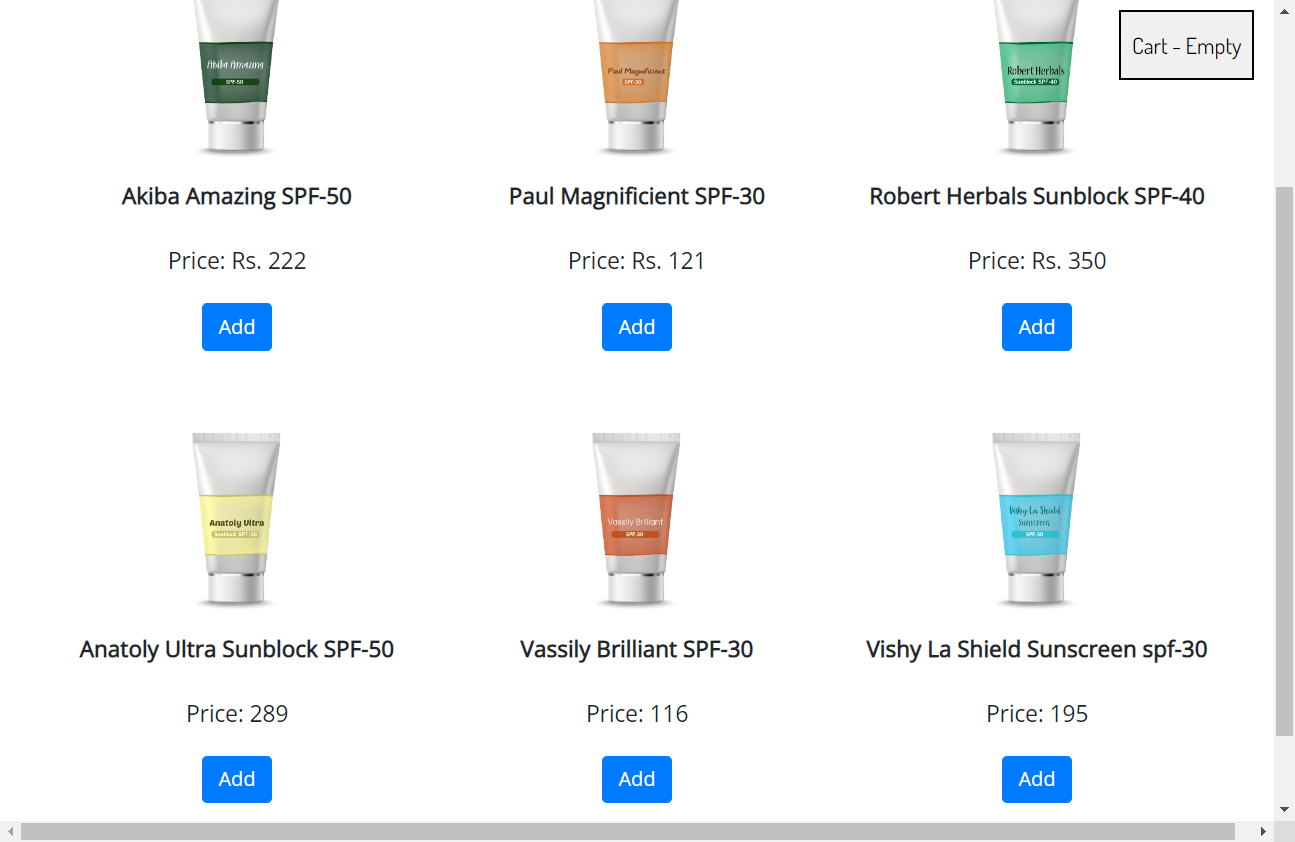 Cart - Empty
Akiba Amazing
SPF-50
Paul Magnificient
SPF-30
Robert Herbals
Sunblock SPF-40
Akiba Amazing SPF-50
Paul Magnificient SPF-30
Robert Herbals Sunblock SPF-40
Price: Rs. 222
Price: Rs. 121
Price: Rs. 350
Add
Add
Add
Anatoly Ultra
Sunblock SPF-50
Vassily Brilliant
SPF-30
Vishy La Shield
Sunscreen
SPF-30
Anatoly Ultra Sunblock SPF-50
Vassily Brilliant SPF-30
Vishy La Shield Sunscreen spf-30
Price: 289
Price: 116
Price: 195
Add
Add
Add